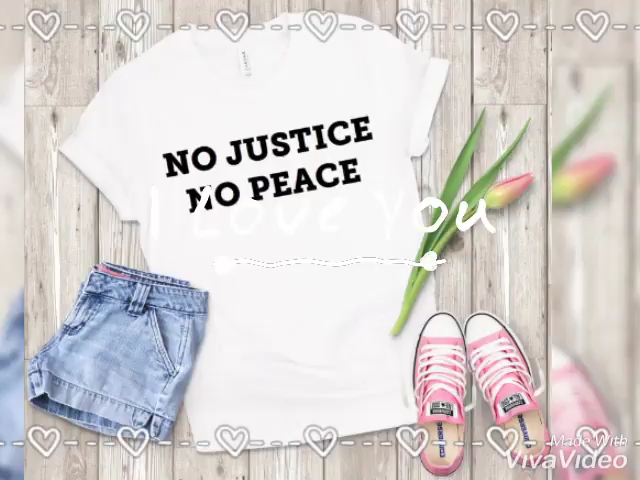 NO JUSTICE
NO PEACE
I Love You
Made With
VivaVideo